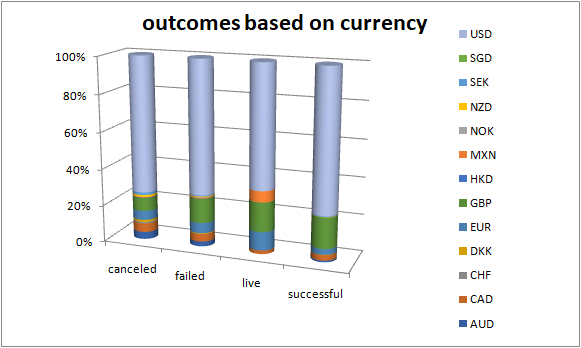 outcomes based on currency
100%
80%
60%
40%
20%
0%
canceled
failed
live
successful
USD
SGD
SEK
NZD
NOK
MXN
HKD
GBP
EUR
DKK
CHF
CAD
AUD